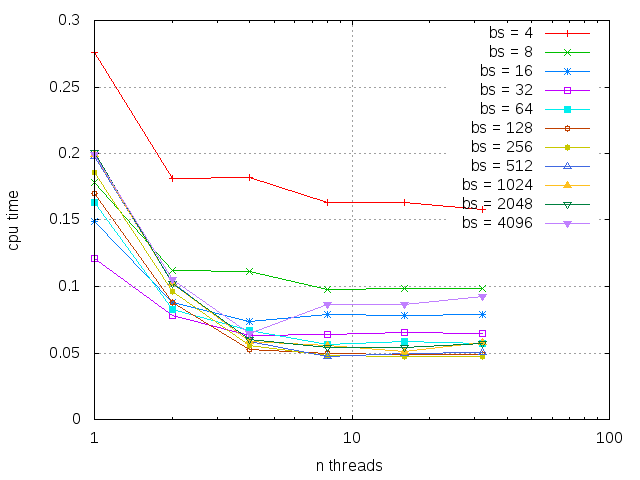 0.3
0.25
0.2
0.15
0.1
0.05
0
cpu time
1
10
100
n threads
bs = 4
bs = 8
bs = 16
bs = 32
bs = 64
bs = 128
bs = 256
bs = 512
bs = 1024
bs = 2048
bs = 4096